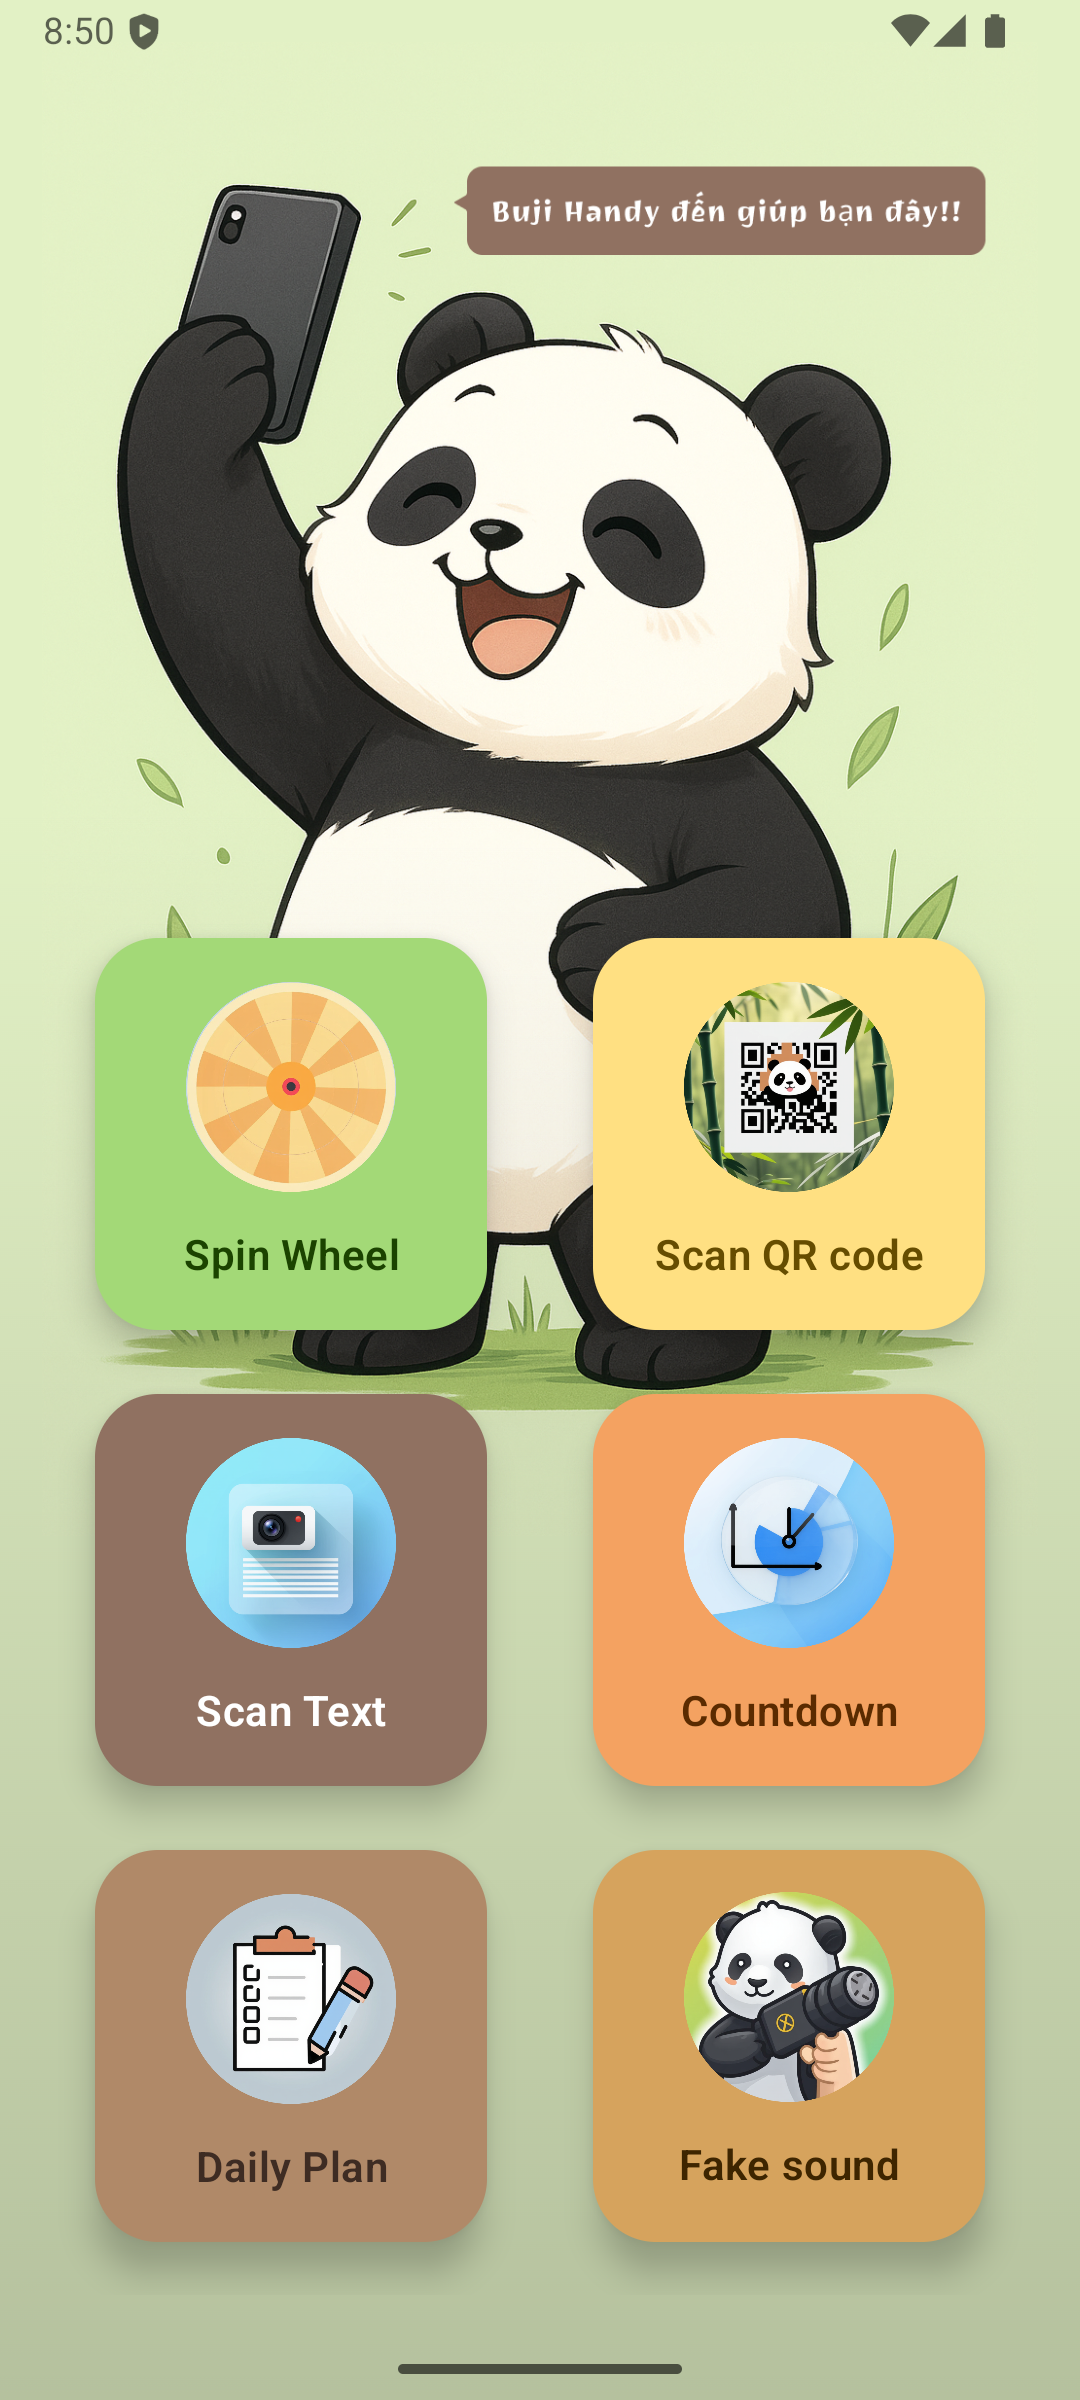 8:50
Buji Handy đến giúp bạn đây!!
Spin Wheel
Scan QR code
Scan Text
Countdown
Daily Plan
Fake sound